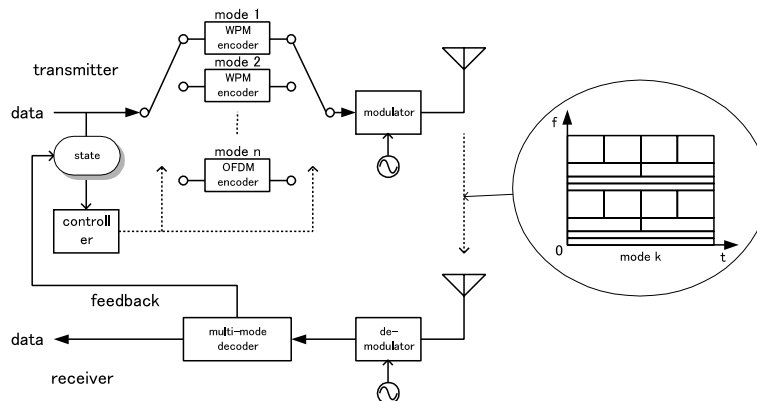 mode 1
WPM
encoder
transmitter
mode 2
WPM
encoder
data
modulator
state
mode n
OFDM
encoder
controll
er
f
0
t
mode k
feedback
data
multi-mode
decoder
de-
modulator
receiver